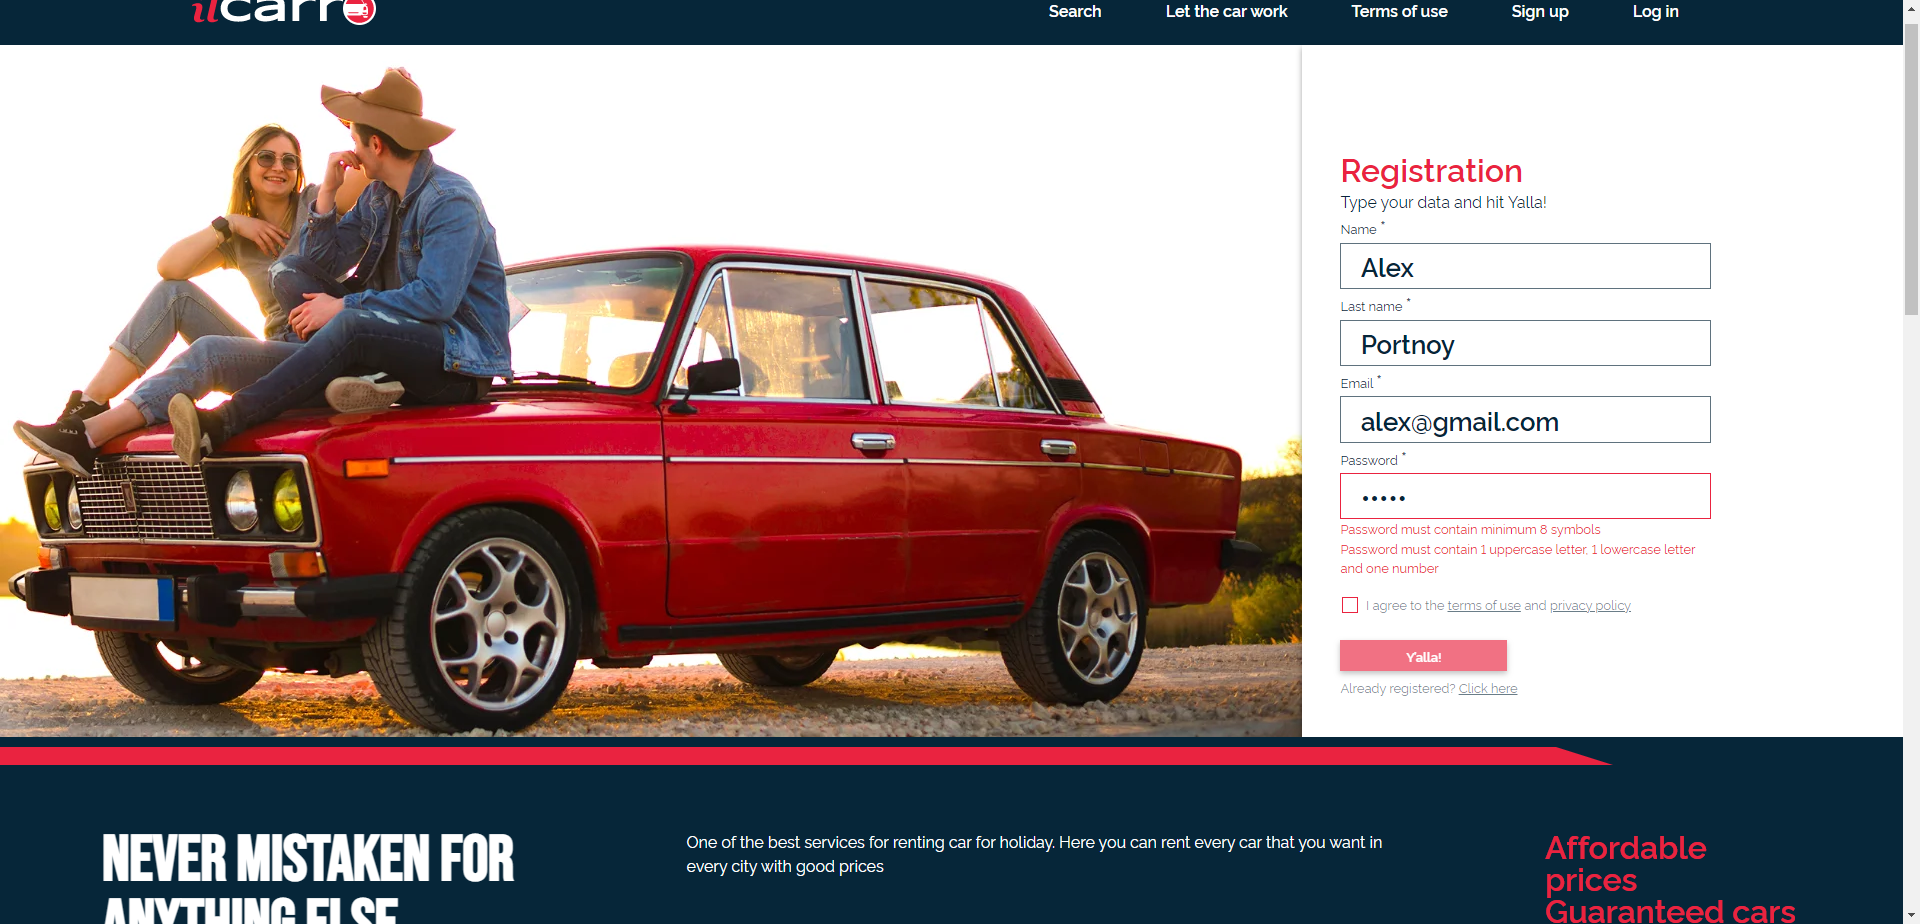 ilcarro
Search
Let the car work
Terms of use
Sign up
Log in
Registration
Type your data and hit Yalla!
Name *
Alex
Last name *
Portnoy
Email *
alex@gmail.com
Password *
•••••
Password must contain minimum 8 symbols
Password must contain 1 uppercase letter, 1 lowercase letter
and one number
I agree to the terms of use and privacy policy
Y'alla!
Already registered? Click here
NEVER MISTAKEN FOR
ANYTHING ELSE
One of the best services for renting car for holiday. Here you can rent every car that you want in
every city with good prices
Affordable
prices
Guaranteed cars